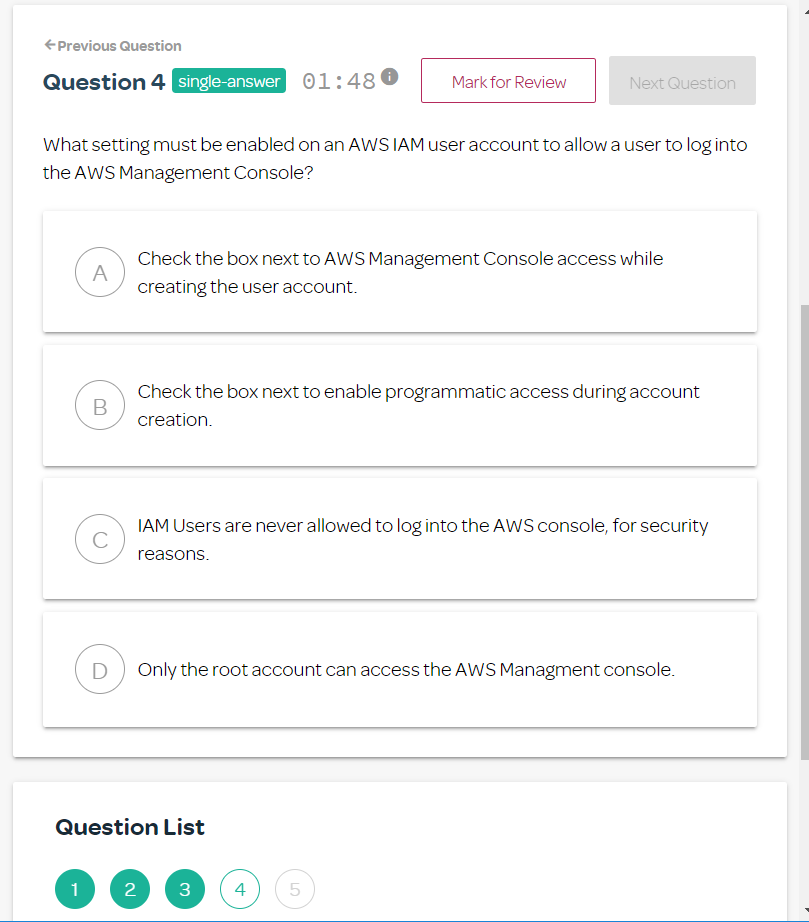 ←Previous Question
Question 4 single-answer 01:48 i Mark for Review Next Question
What setting must be enabled on an AWS IAM user account to allow a user to log into
the AWS Management Console?
A Check the box next to AWS Management Console access while
creating the user account.
B Check the box next to enable programmatic access during account
creation.
C IAM Users are never allowed to log into the AWS console, for security
reasons.
D Only the root account can access the AWS Managment console.
Question List
1 2 3 4 5